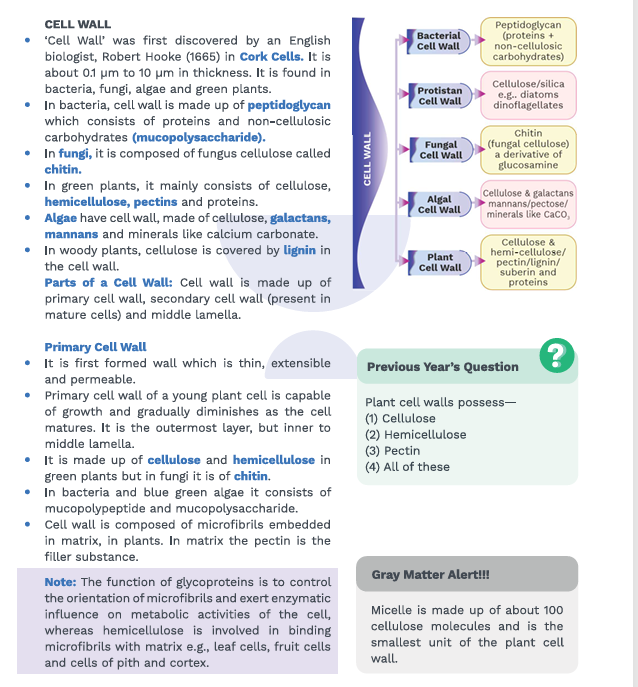 CELL WALL
• 'Cell Wall' was first discovered by an English
biologist, Robert Hooke (1665) in Cork Cells. It is
about 0.1 μm to 10 μm in thickness. It is found in
bacteria, fungi, algae and green plants.
• In bacteria, cell wall is made up of peptidoglycan
which consists of proteins and non-cellulosic
carbohydrates (mucopolysaccharide).
• In fungi, it is composed of fungus cellulose called
chitin.
• In green plants, it mainly consists of cellulose,
hemicellulose, pectins and proteins.
• Algae have cell wall, made of cellulose, galactans,
mannans and minerals like calcium carbonate.
• In woody plants, cellulose is covered by lignin in
the cell wall.
Parts of a Cell Wall: Cell wall is made up of
primary cell wall, secondary cell wall (present in
mature cells) and middle lamella.
Primary Cell Wall
• It is first formed wall which is thin, extensible
and permeable.
• Primary cell wall of a young plant cell is capable
of growth and gradually diminishes as the cell
matures. It is the outermost layer, but inner to
middle lamella.
• It is made up of cellulose and hemicellulose in
green plants but in fungi it is of chitin.
• In bacteria and blue green algae it consists of
mucopolypeptide and mucopolysaccharide.
• Cell wall is composed of microfibrils embedded
in matrix, in plants. In matrix the pectin is the
filler substance.
Note: The function of glycoproteins is to control
the orientation of microfibrils and exert enzymatic
influence on metabolic activities of the cell,
whereas hemicellulose is involved in binding
microfibrils with matrix e.g., leaf cells, fruit cells
and cells of pith and cortex.
CELL WALL
Bacterial
Cell Wall
Peptidoglycan
(proteins +
non-cellulosic
carbohydrates)
Protistan
Cell Wall
Cellulose/silica
e.g.. diatoms
dinoflagellates
Fungal
Cell Wall
Chitin
(fungal cellulose)
a derivative of
glucosamine
Algal
Cell Wall
Cellulose & galactans
mannans/pectose/
minerals like CaCO₃
Plant
Cell Wall
Cellulose &
hemi-cellulose/
pectin/lignin/
suberin and
proteins
Previous Year's Question
?
Plant cell walls possess—
(1) Cellulose
(2) Hemicellulose
(3) Pectin
(4) All of these
Gray Matter Alert!!!
Micelle is made up of about 100
cellulose molecules and is the
smallest unit of the plant cell
wall.